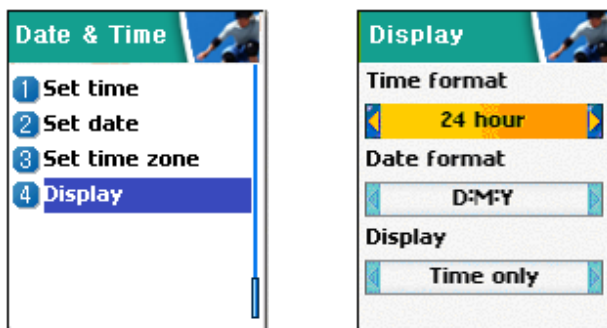 Date & Time
1 Set time
2 Set date
3 Set time zone
4 Display
Display
Time format
24 hour
Date format
D:M:Y
Display
Time only